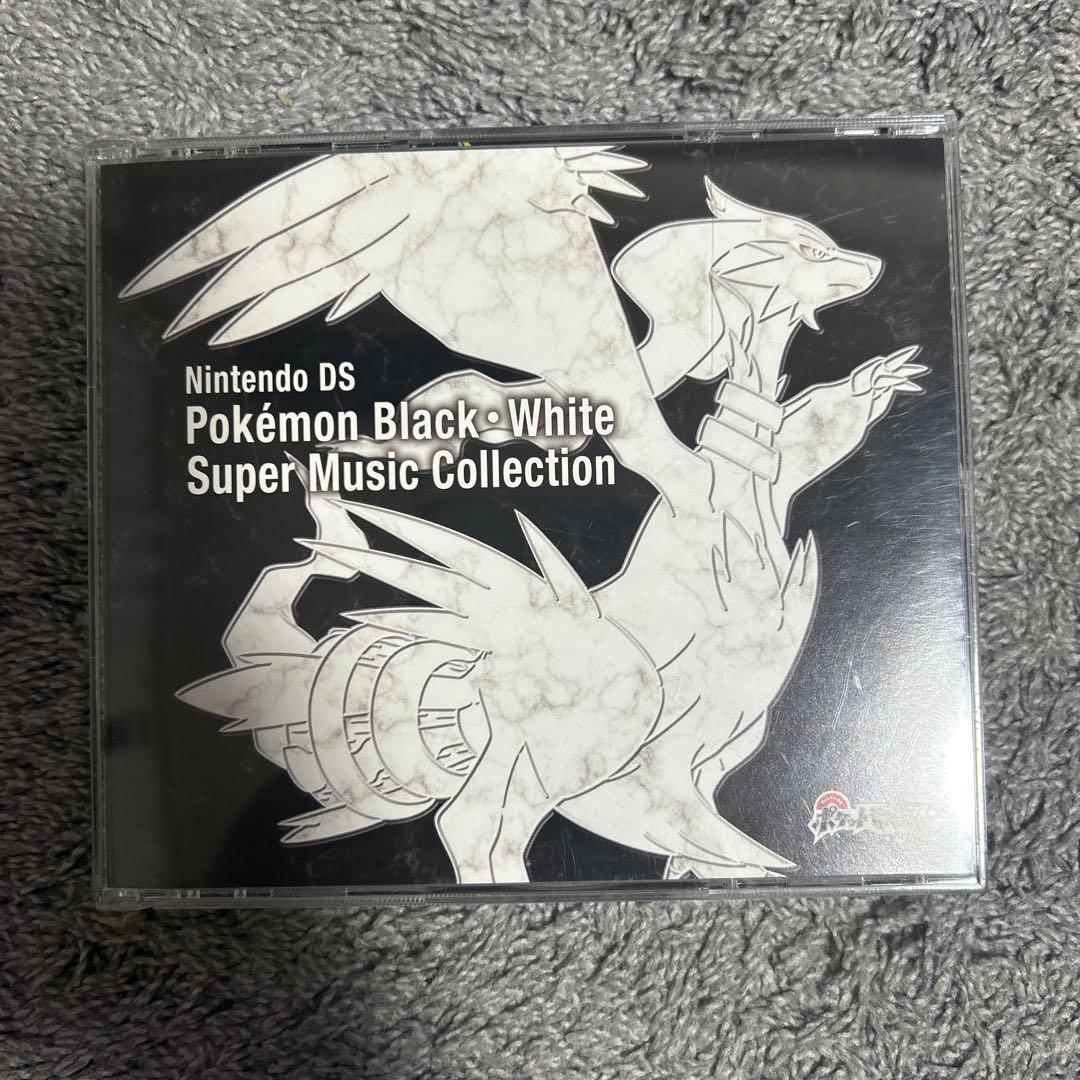 Nintendo DS
Pokémon Black・White
Super Music Collection